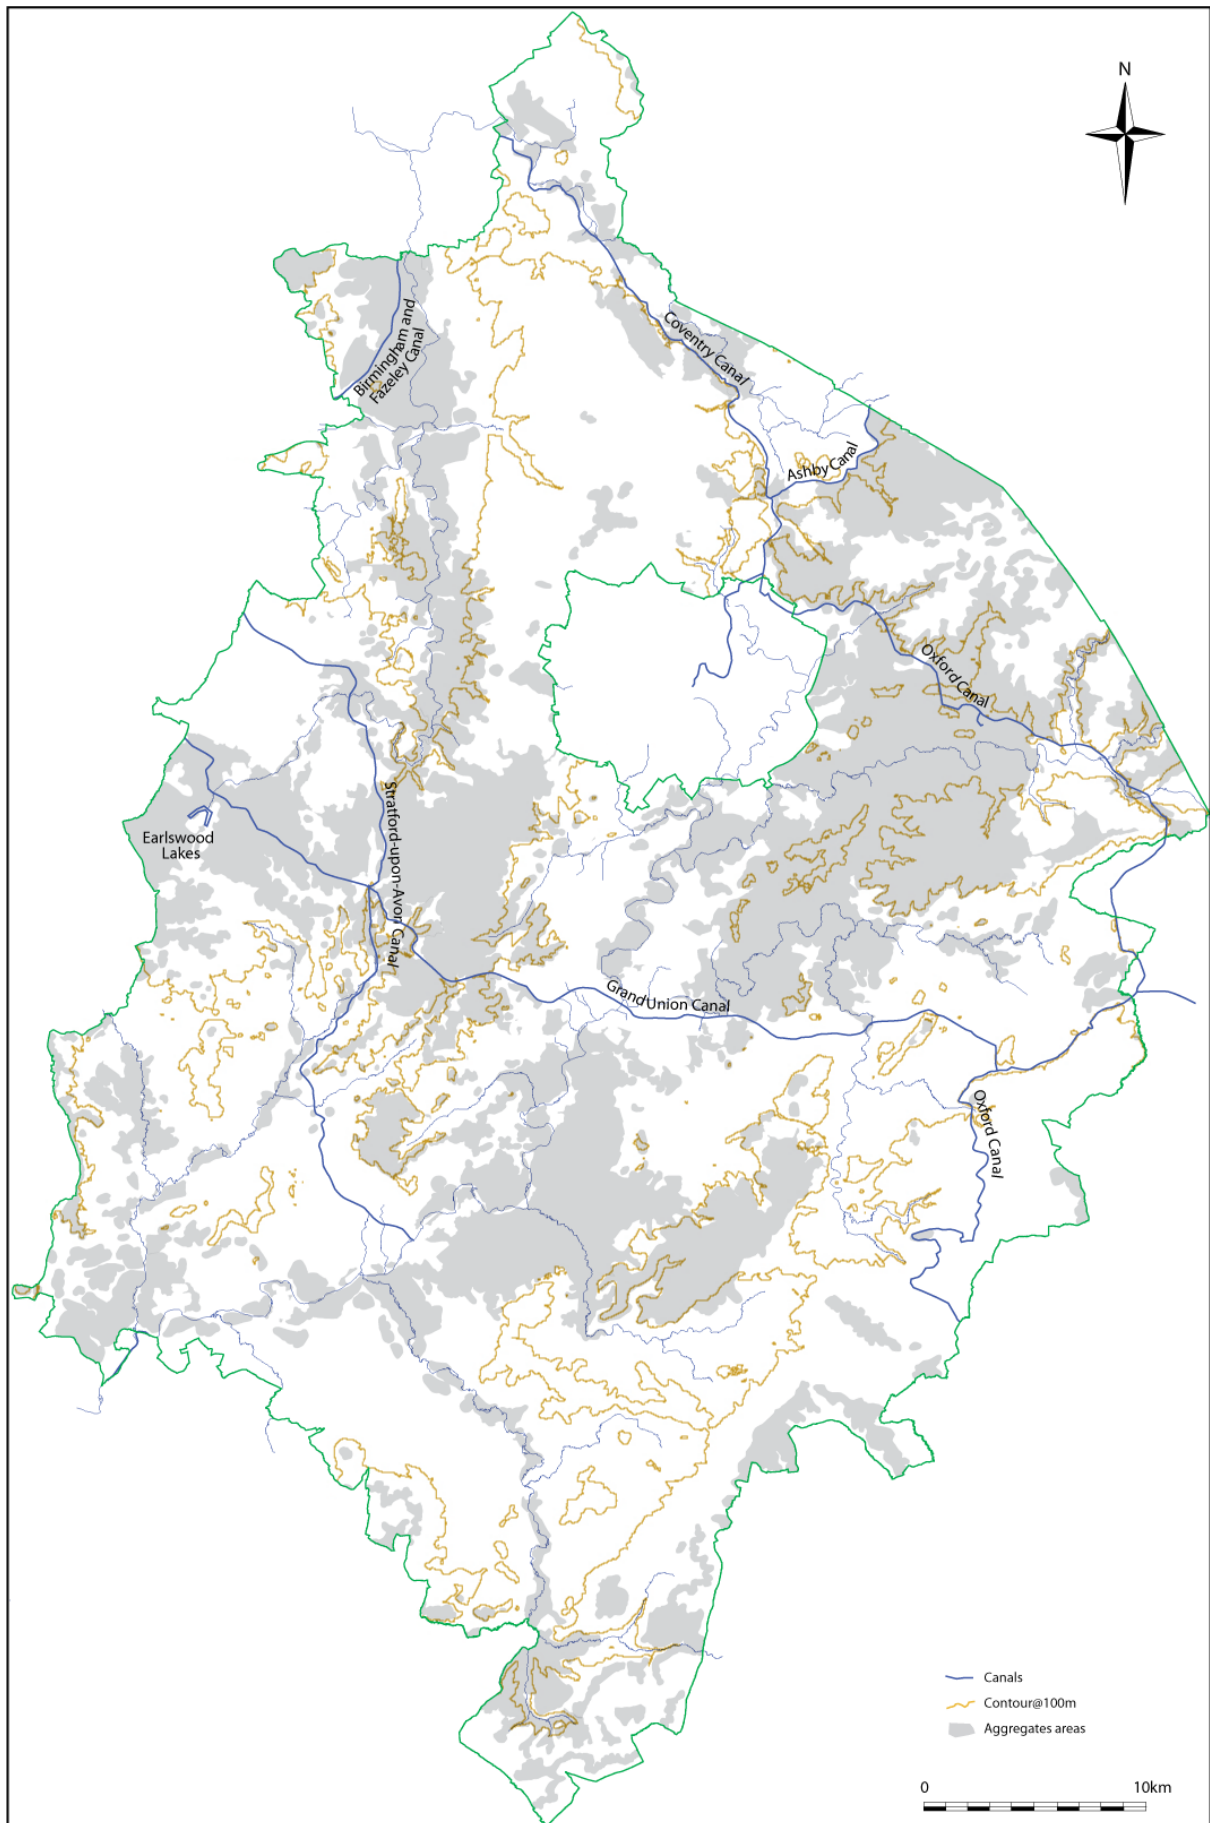 N
Birmingham and
Fazeley Canal
Coventry Canal
Ashby Canal
Oxford Canal
Stratford-upon-Avon Canal
Earlswood
Lakes
Grand Union Canal
Oxford Canal
Canals
Contour@100m
Aggregates areas
0 10km